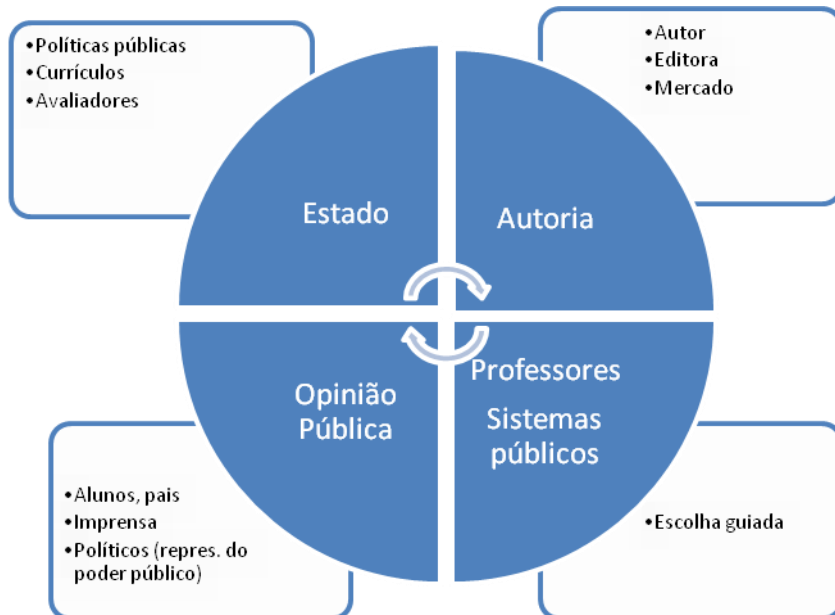 •Políticas públicas
•Currículos
•Avaliadores
•Autor
•Editora
•Mercado
Estado
Autoria
Opinião
Pública
Professores
Sistemas
públicos
•Alunos, pais
•Imprensa
•Políticos (repres. do
poder público)
•Escolha guiada